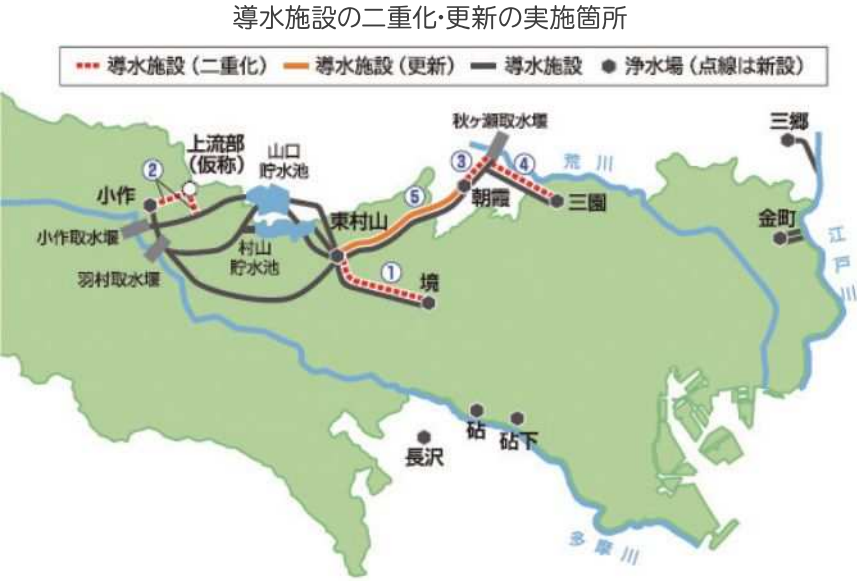 導水施設の二重化・更新の実施箇所
導水施設（二重化） 導水施設（更新） 導水施設 浄水場（点線は新設）
秋ヶ瀬取水堰
三郷
上流部
（仮称）
山口
貯水池
②
③
④
荒川
小作
⑤
朝霞
三園
東村山
金町
小作取水堰
村山
貯水池
羽村取水堰
①
境
江戸川
砧
砧下
長沢
多摩川